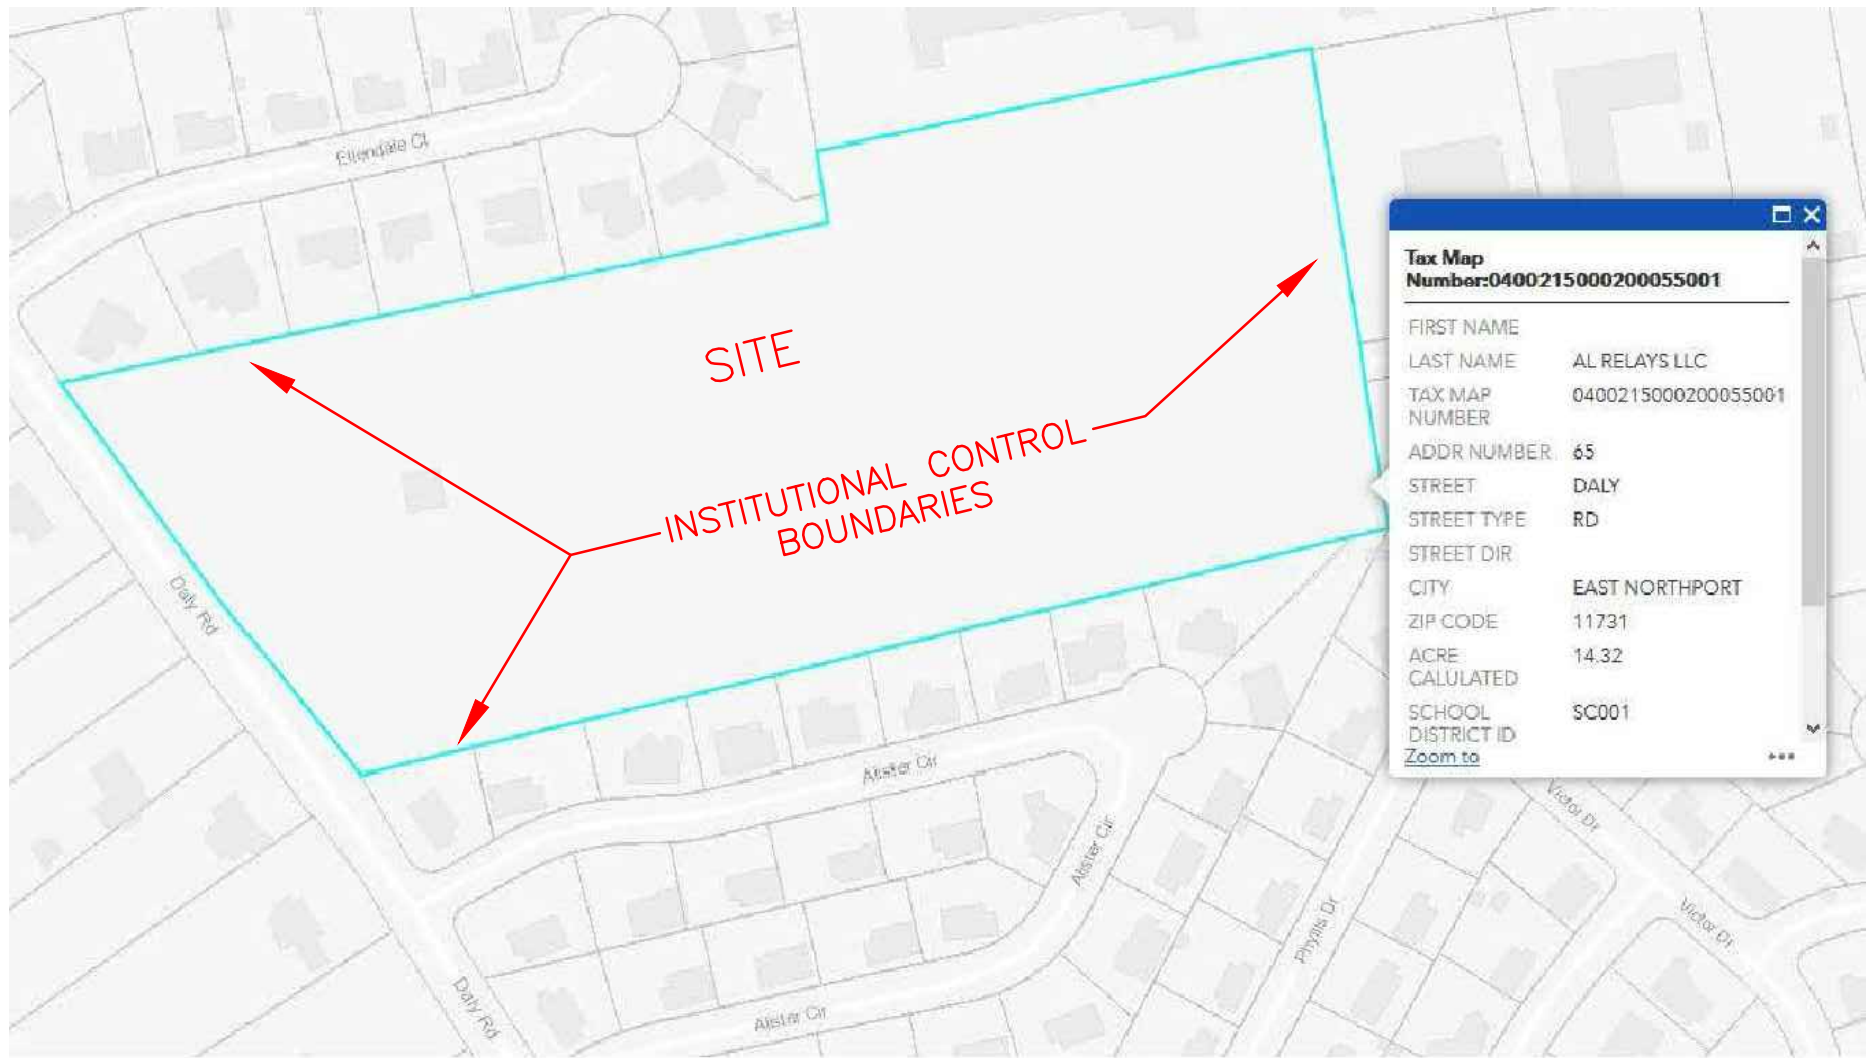 Ellendale Ct
SITE
INSTITUTIONAL CONTROL
BOUNDARIES
Daly Rd
Alister Cir
Alister Cir
Alister Cir
Daly Rd
Phyllis Dr
Victor Dr
Victor Dr
Tax Map
Number:0400215000200055001
FIRST NAME
LAST NAME AL RELAYS LLC
TAX MAP 0400215000200055001
NUMBER
ADDR NUMBER 65
STREET DALY
STREET TYPE RD
STREET DIR
CITY EAST NORTHPORT
ZIP CODE 11731
ACRE 14.32
CALULATED
SCHOOL SC001
DISTRICT ID
Zoom to